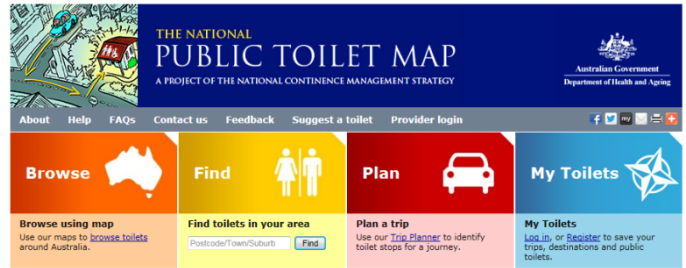 THE NATIONAL
PUBLIC TOILET MAP
A PROJECT OF THE NATIONAL CONTINENCE MANAGEMENT STRATEGY
Australian Government
Department of Health and Ageing
About Help FAQs Contact us Feedback Suggest a toilet Provider login
f my
Browse
Find
Plan
My Toilets
Browse using map
Use our maps to browse toilets
around Australia.
Find toilets in your area
Postcode/Town/Suburb Find
Plan a trip
Use our Trip Planner to identify
toilet stops for a journey.
My Toilets
Log in, or Register to save your
trips, destinations and public
toilets.